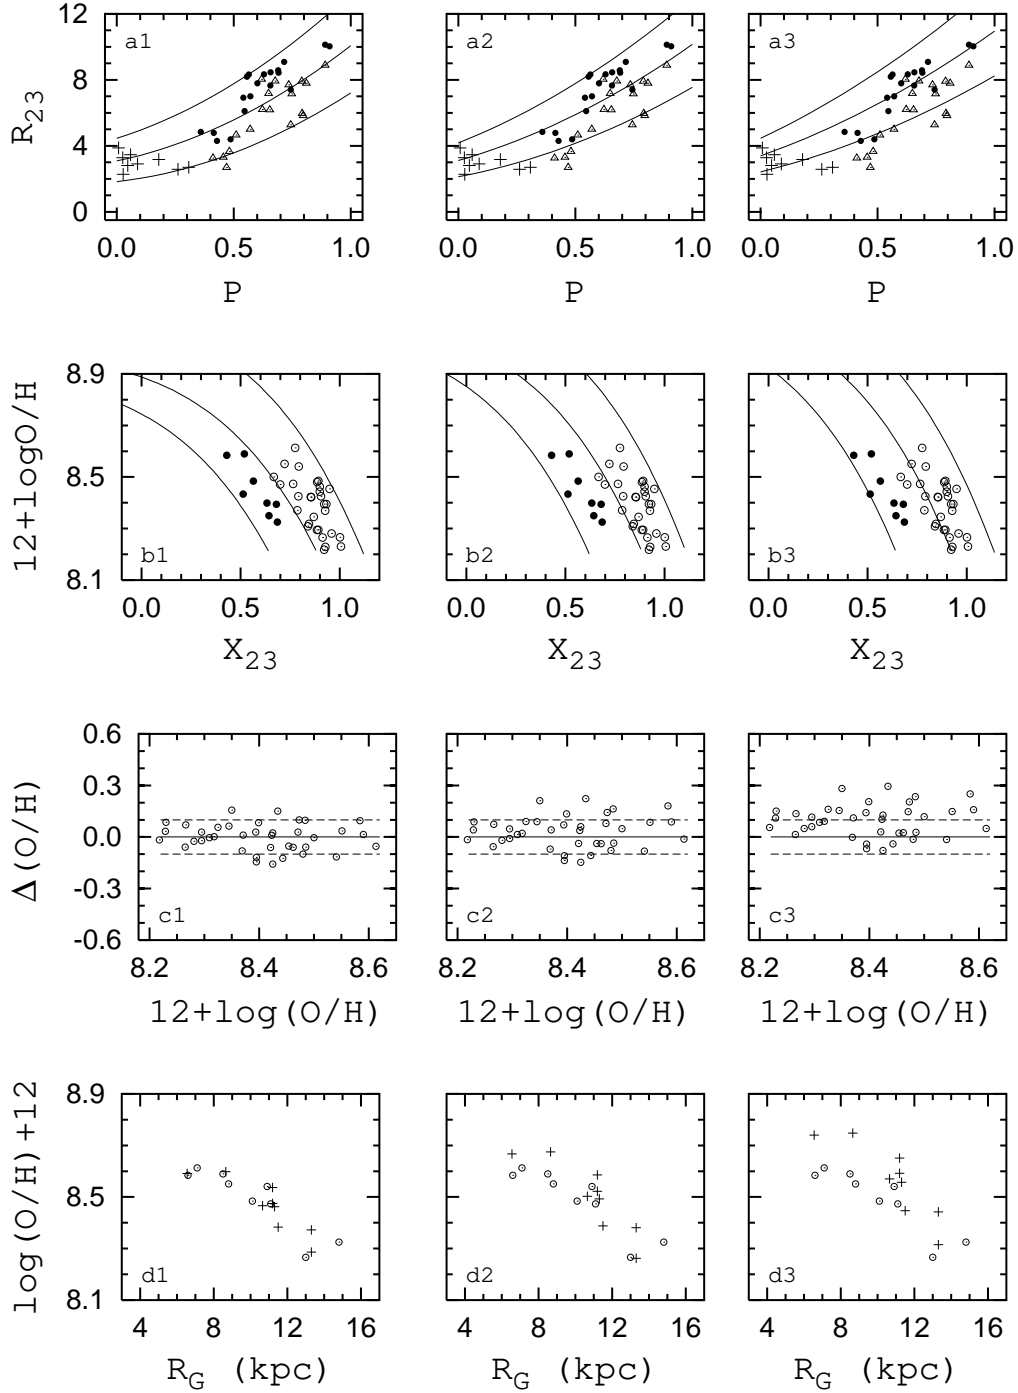 12
8
4
0
R23
a1
a2
a3
0.0 0.5 1.0
0.0 0.5 1.0
0.0 0.5 1.0
P
P
P
8.9
8.5
8.1
12+logO/H
b1
b2
b3
0.0 0.5 1.0
0.0 0.5 1.0
0.0 0.5 1.0
X23
X23
X23
0.6
0.3
0.0
-0.3
-0.6
Δ(O/H)
c1
c2
c3
8.2 8.4 8.6
8.2 8.4 8.6
8.2 8.4 8.6
12+log(O/H)
12+log(O/H)
12+log(O/H)
8.9
8.5
8.1
log(O/H)+12
d1
d2
d3
4 8 12 16
4 8 12 16
4 8 12 16
RG (kpc)
RG (kpc)
RG (kpc)